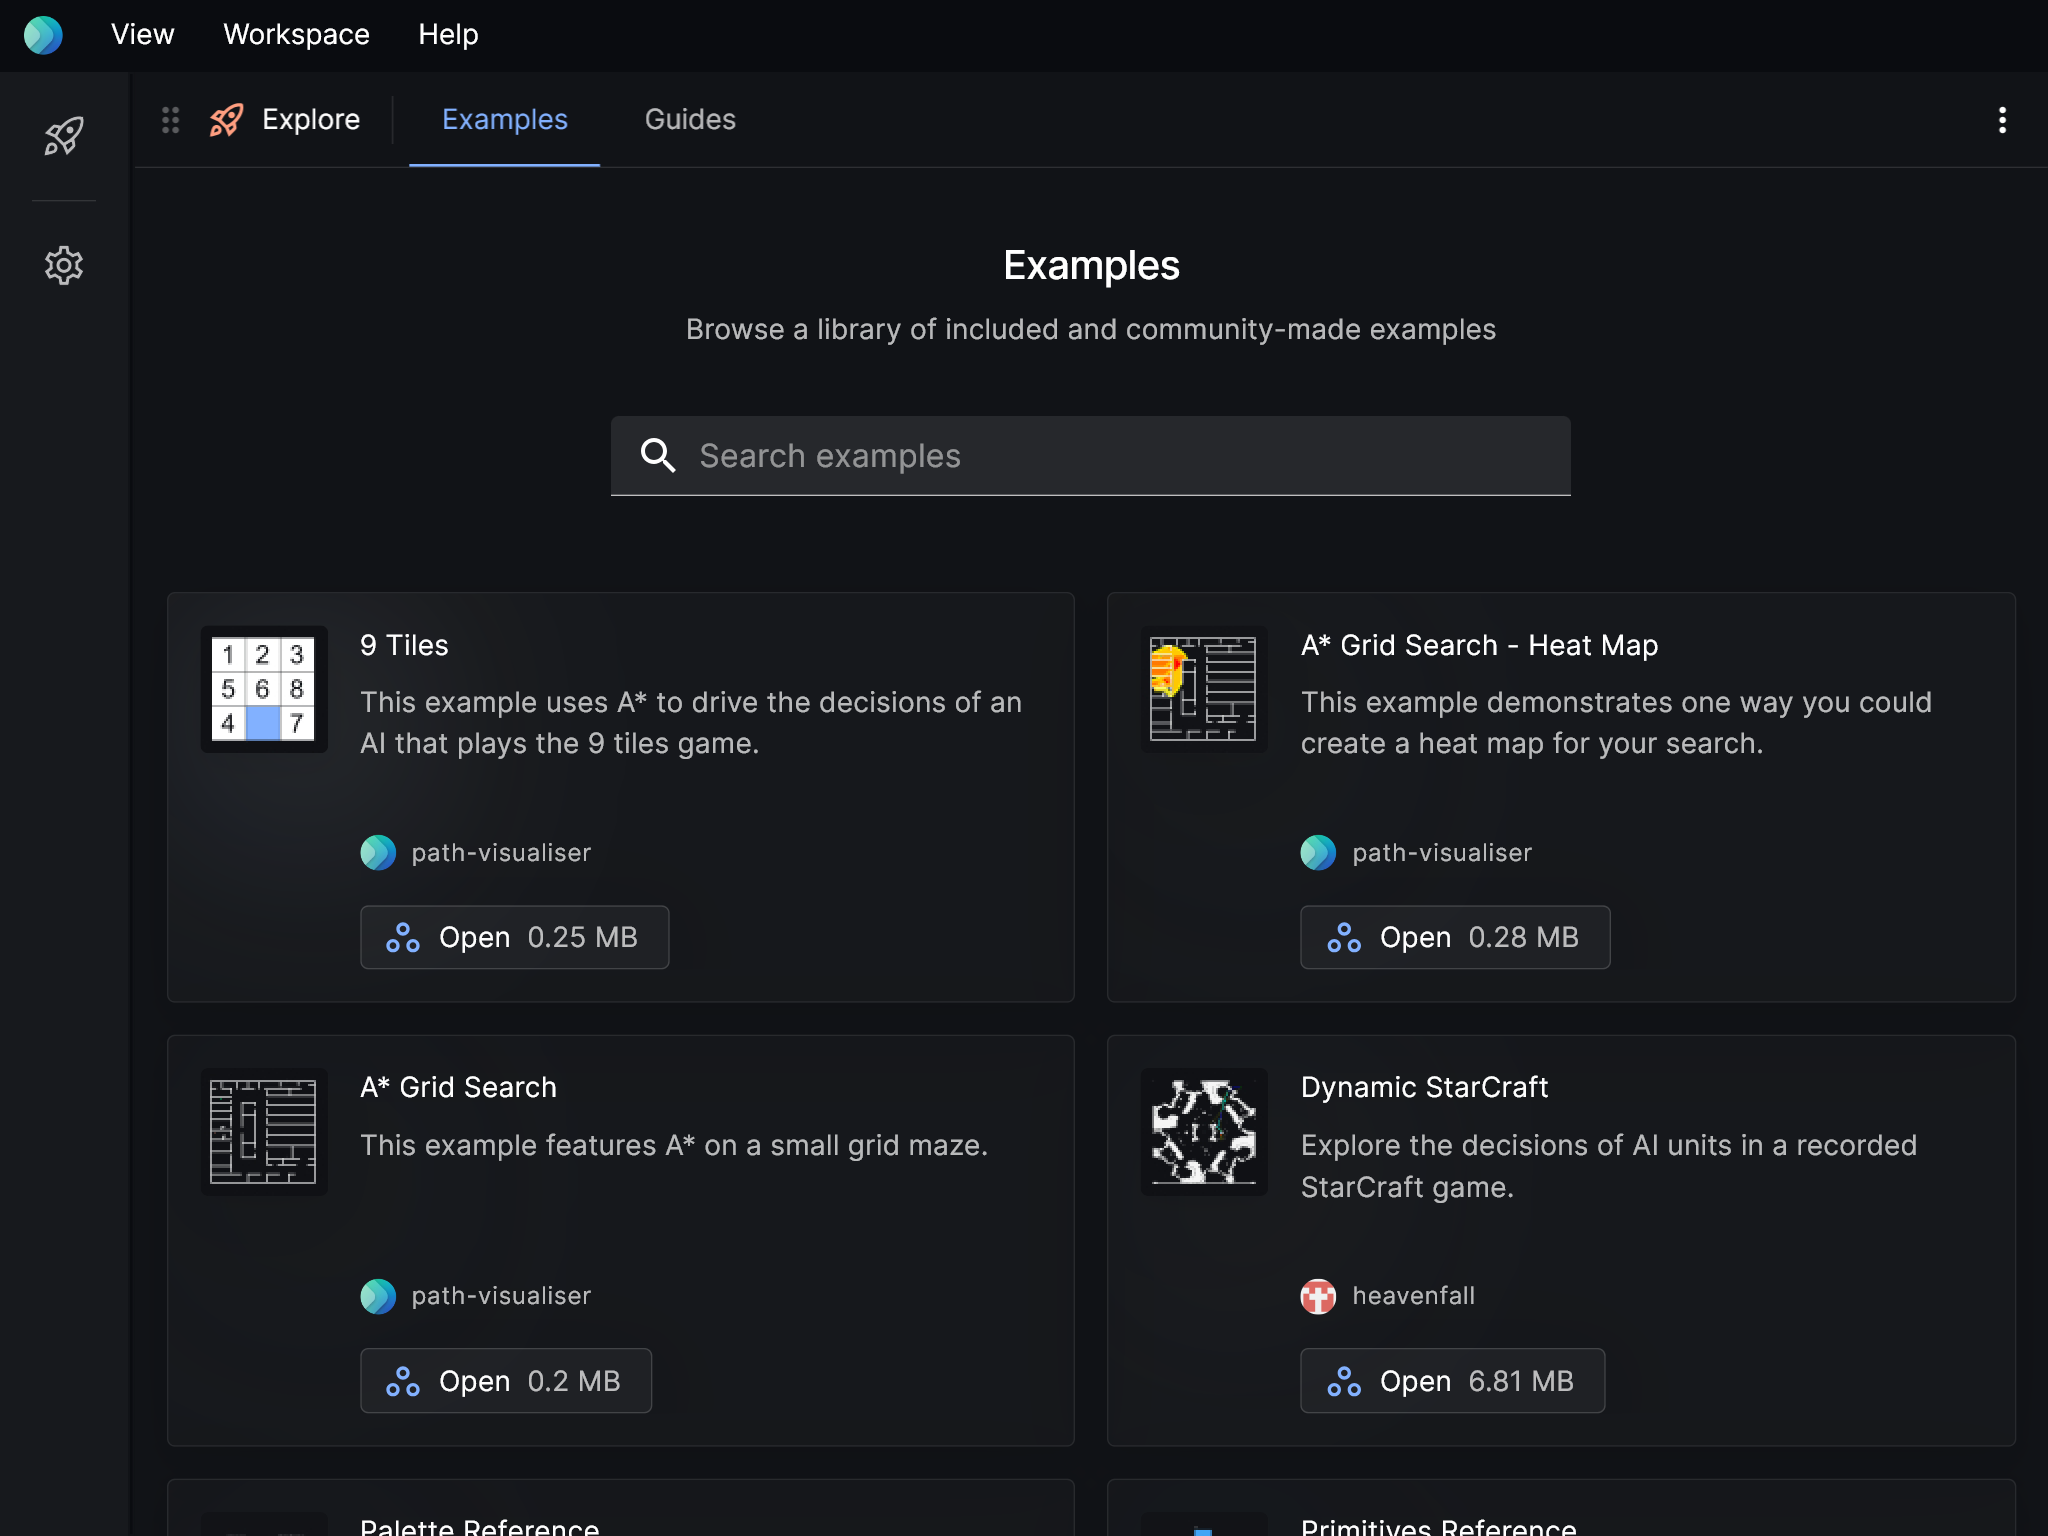 View Workspace Help
Explore Examples Guides
Examples
Browse a library of included and community-made examples
Search examples
1 2 3
5 6 8
4 7
9 Tiles
This example uses A* to drive the decisions of an
AI that plays the 9 tiles game.
path-visualiser
Open 0.25 MB
A* Grid Search - Heat Map
This example demonstrates one way you could
create a heat map for your search.
path-visualiser
Open 0.28 MB
A* Grid Search
This example features A* on a small grid maze.
path-visualiser
Open 0.2 MB
Dynamic StarCraft
Explore the decisions of AI units in a recorded
StarCraft game.
heavenfall
Open 6.81 MB
Palette Reference
Primitives Reference